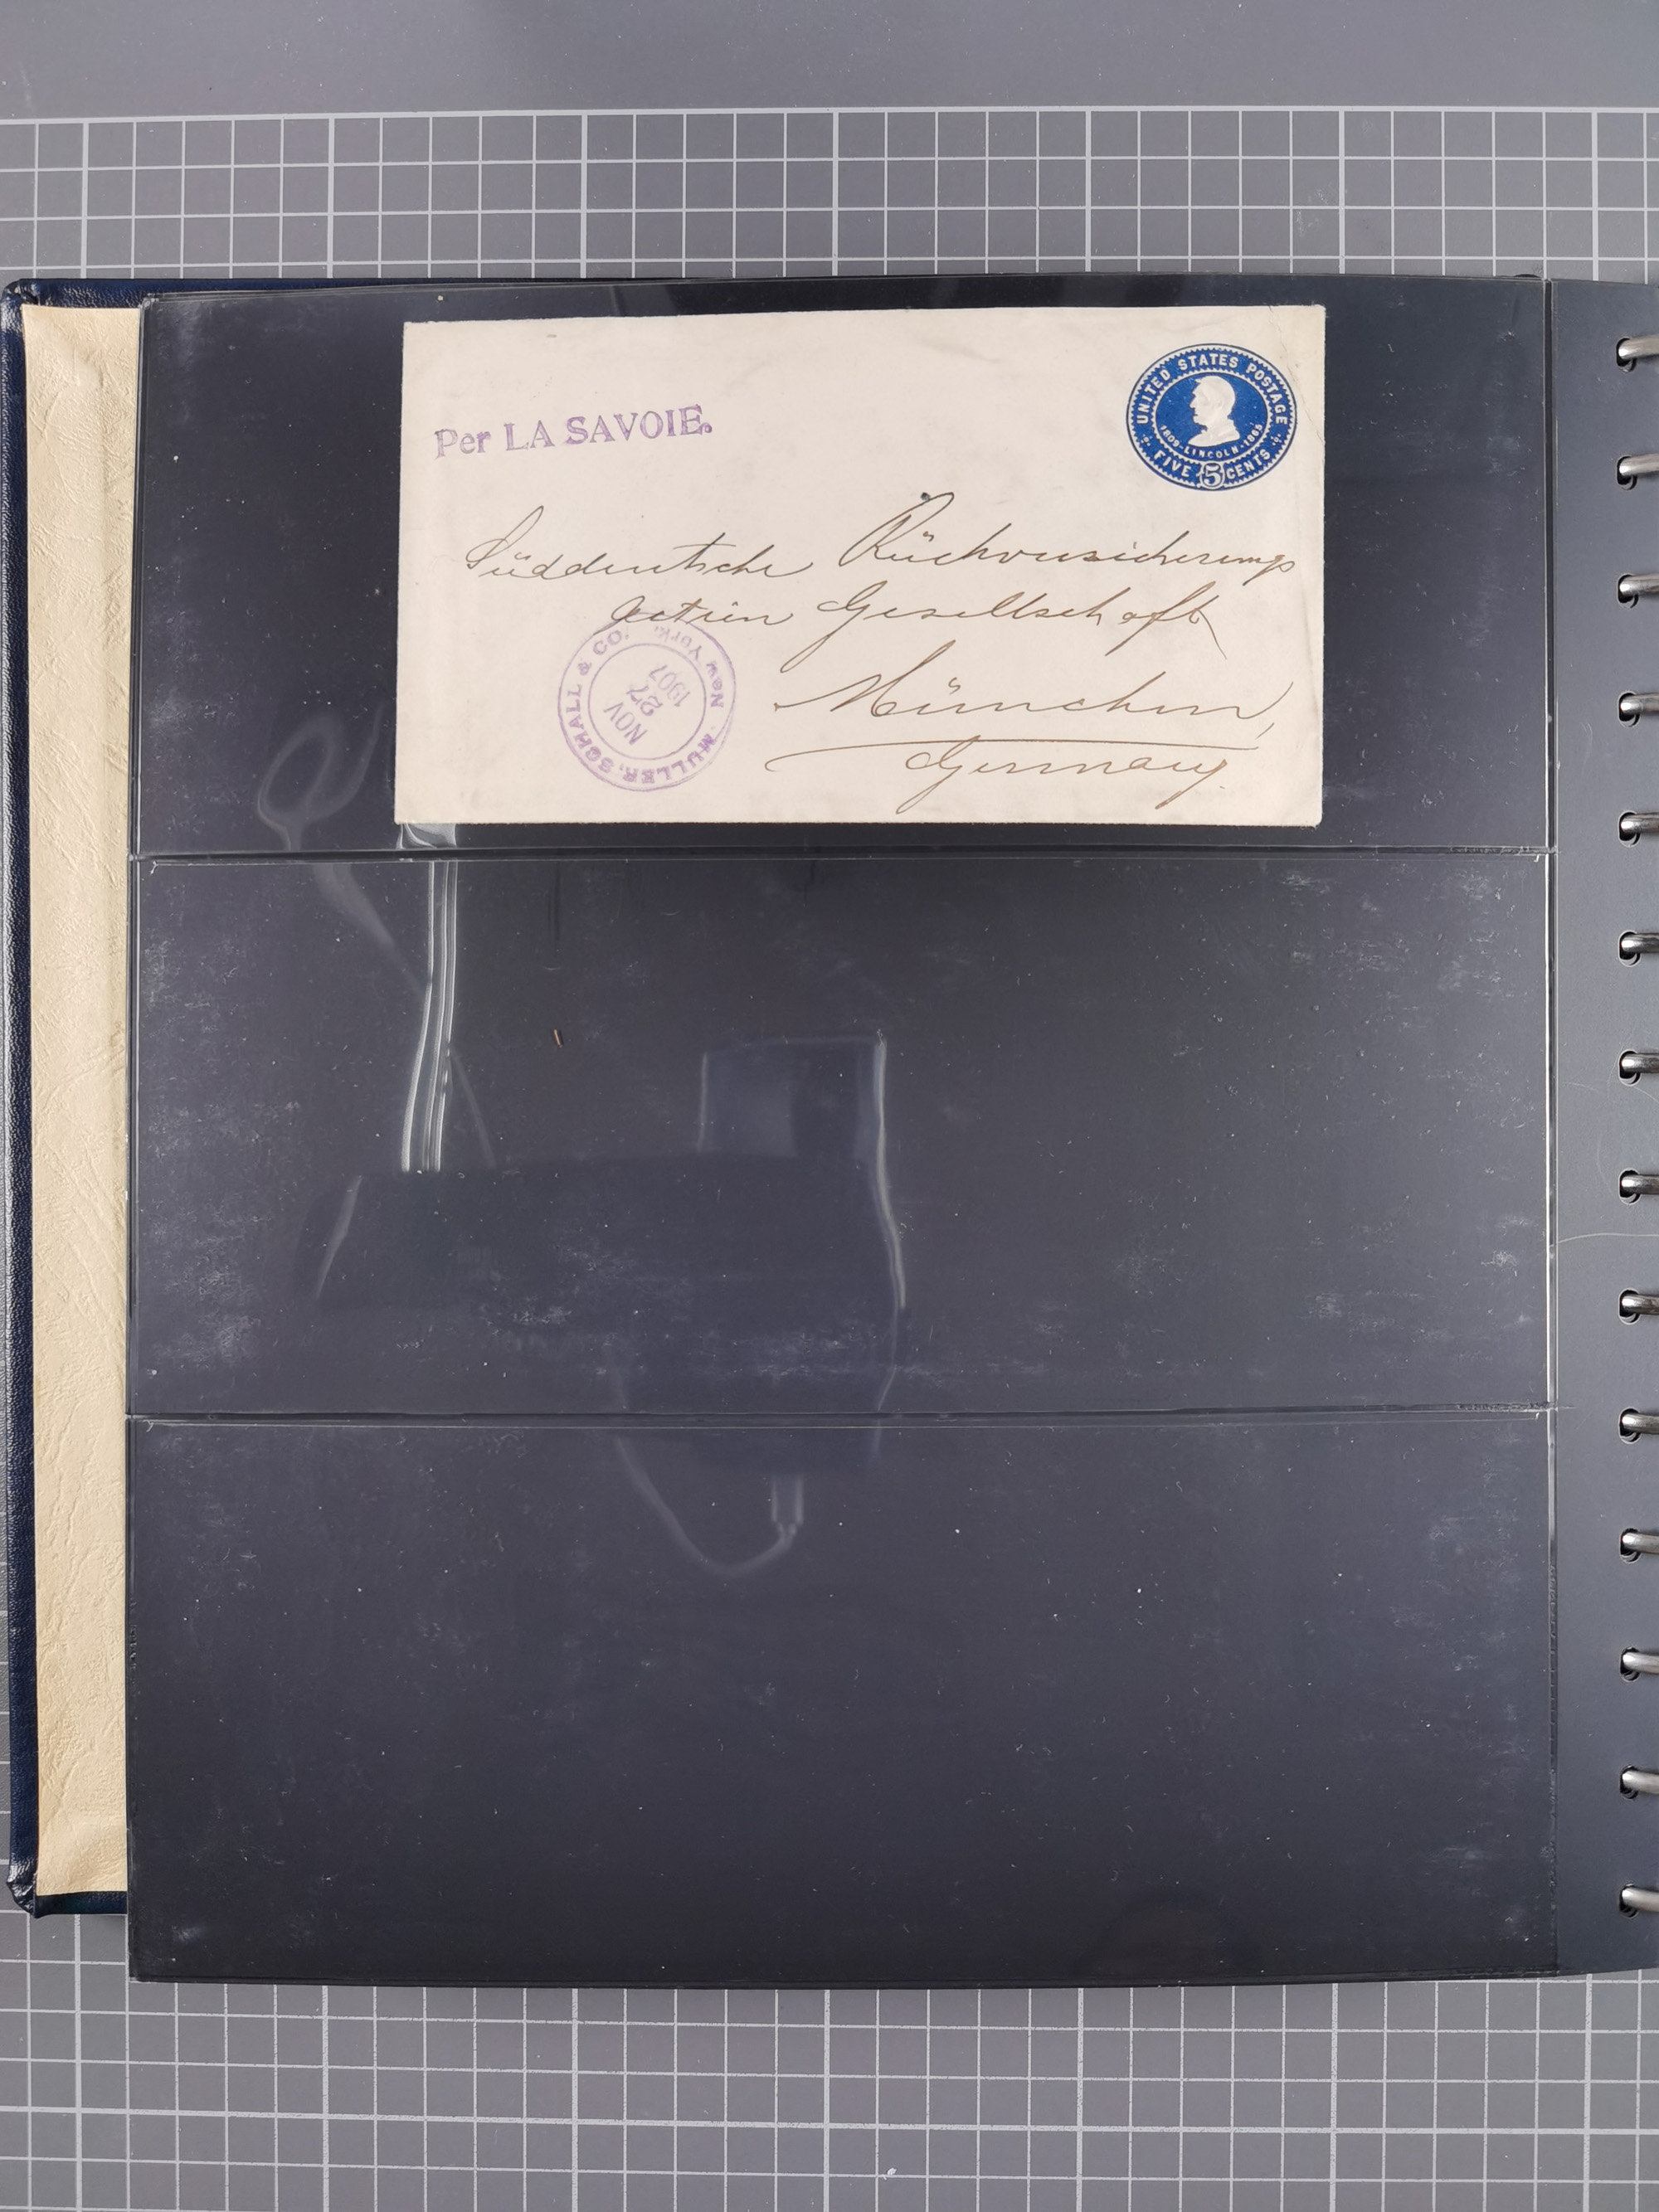 Per LA SAVOIE.
UNITED STATES POSTAGE
1809-LINCOLN-1865
FIVE 5 CENTS
Süddeutsche Rückversicherungs
Actien Gesellschaft
München,
Germany.
MULLER, SCHALL & CO.
New York.
NOV
27
1907